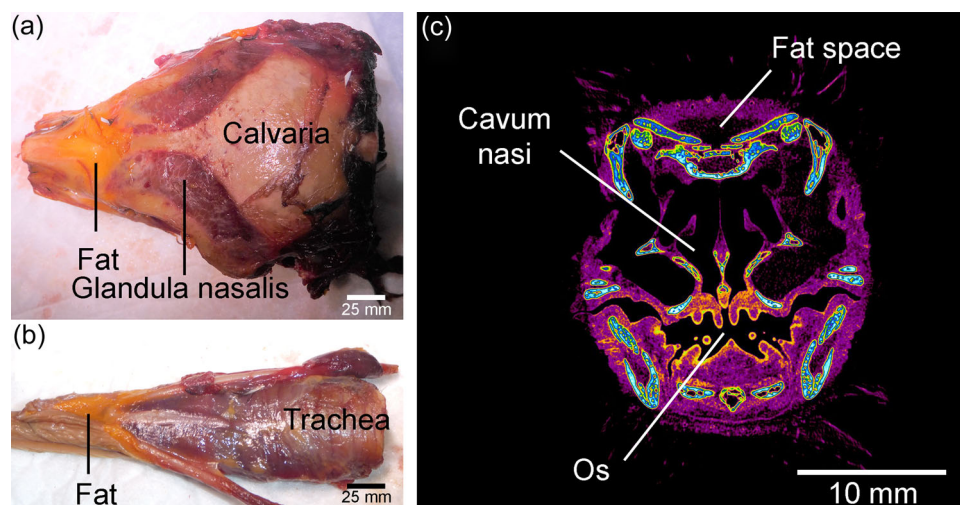 (a)
Calvaria
Fat
Glandula nasalis
25 mm
(b)
Trachea
Fat
25 mm
(c)
Fat space
Cavum
nasi
Os
10 mm